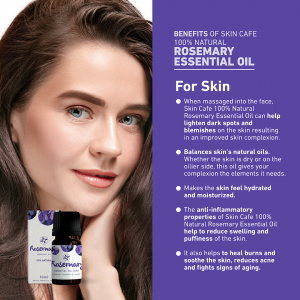 BENEFITS OF SKIN CAFE
100% NATURAL
ROSEMARY
ESSENTIAL OIL
For Skin
When massaged into the face,
Skin Cafe 100% Natural
Rosemary Essential Oil can help
lighten dark spots and
blemishes on the skin resulting
in an improved skin complexion.
Balances skin's natural oils.
Whether the skin is dry or on the
oilier side, this oil gives your
complexion the elements it needs.
Makes the skin feel hydrated
and moisturized.
The anti-inflammatory
properties of Skin Cafe 100%
Natural Rosemary Essential Oil
help to reduce swelling and
puffiness of the skin.
It also helps to heal burns and
soothe the skin, reduces acne
and fights signs of aging.
Rosemary
Rosemary